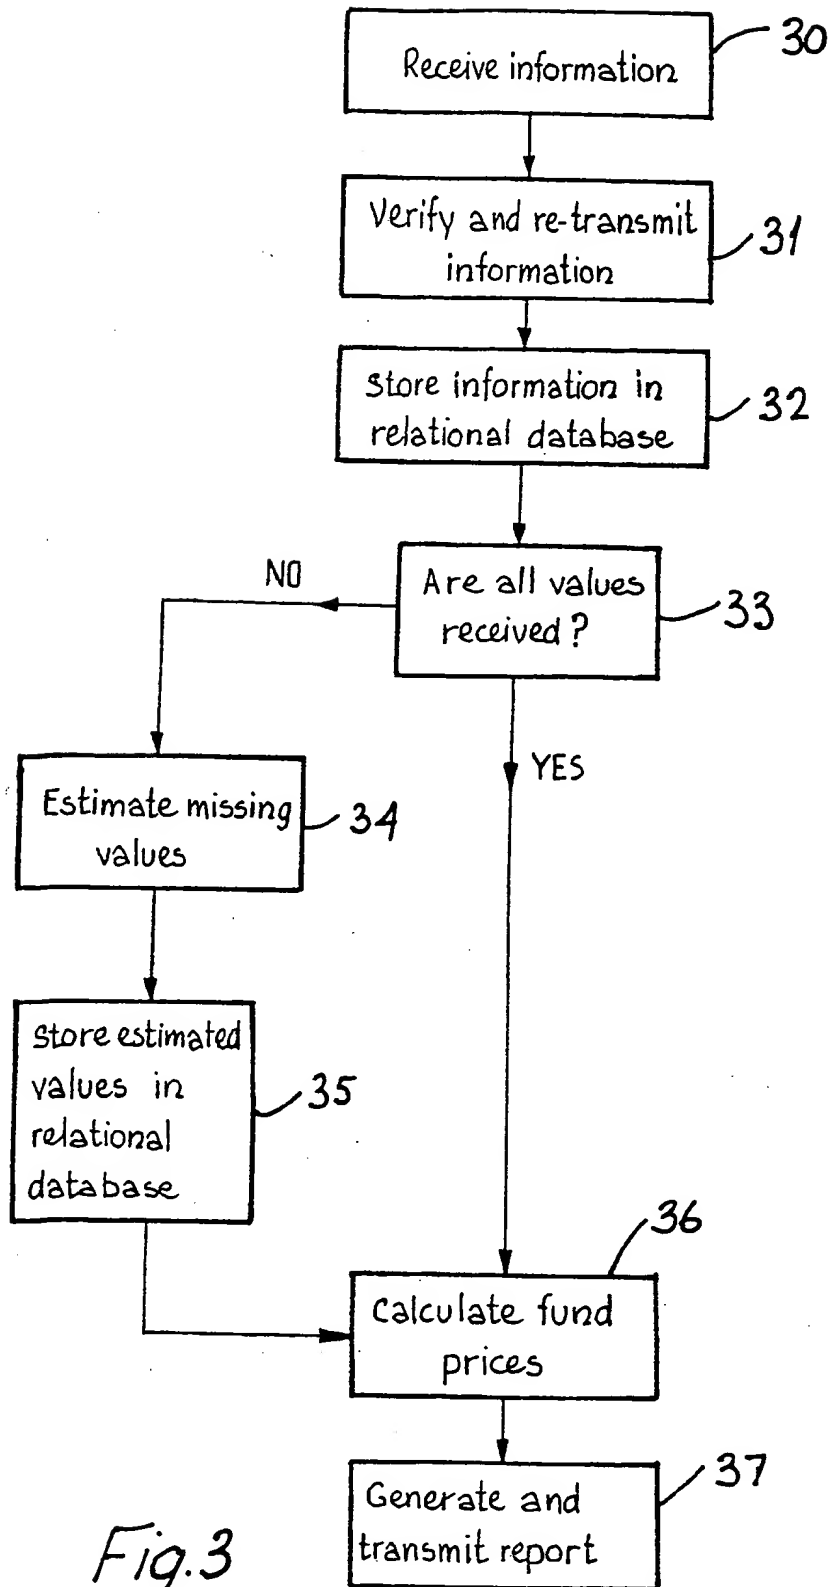 Receive information
30
Verify and re-transmit
information
31
Store information in
relational database
32
Are all values
received?
33
NO
YES
Estimate missing
values
34
Store estimated
values in
relational
database
35
36
Calculate fund
prices
Generate and
transmit report
37
Fig.3